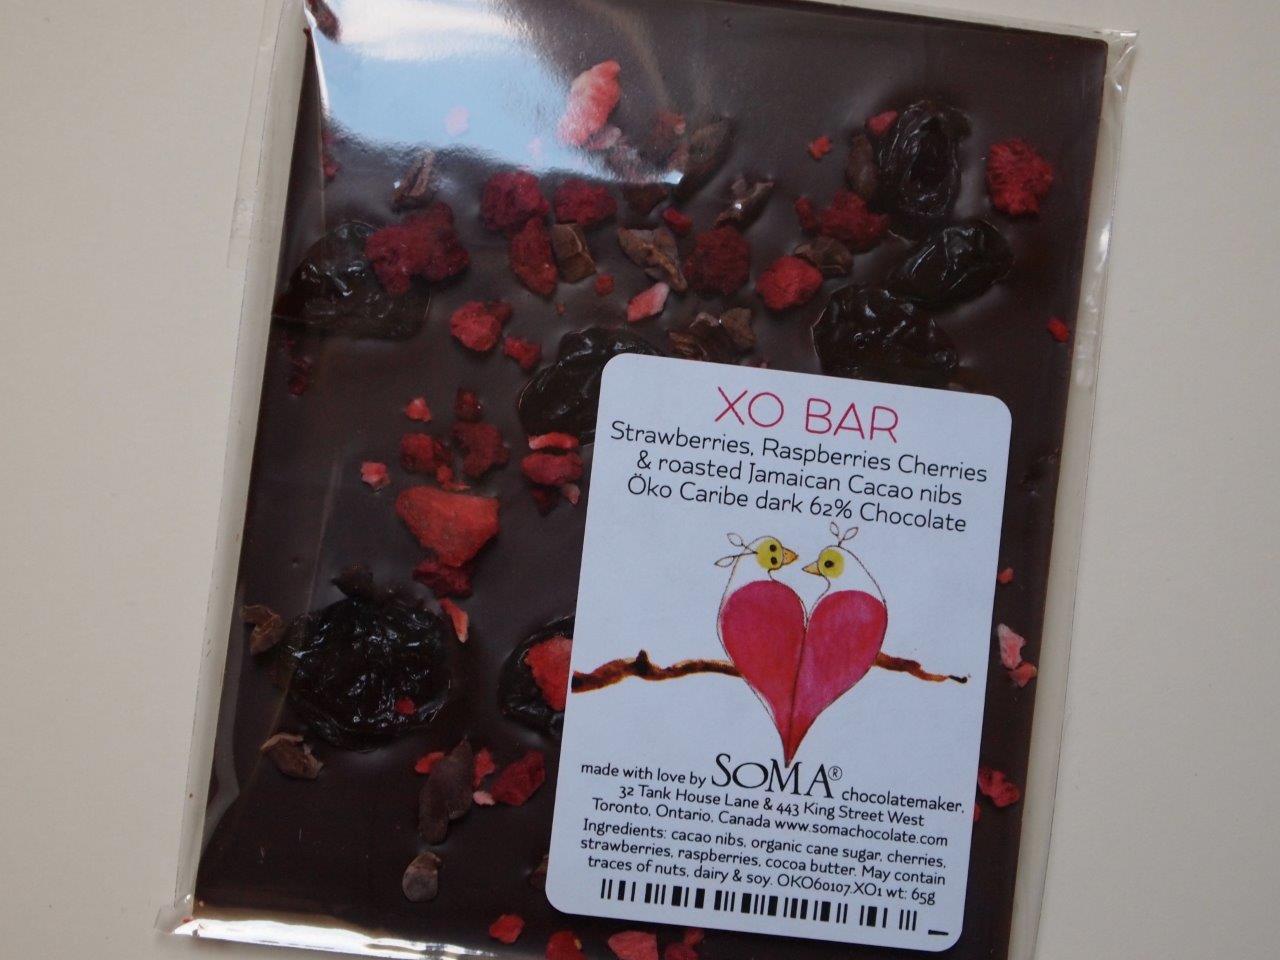 XO BAR
Strawberries, Raspberries Cherries
& roasted Jamaican Cacao nibs
Öko Caribe dark 62% Chocolate
made with love by SOMA® chocolatemaker.
32 Tank House Lane & 443 King Street West
Toronto, Ontario, Canada www.somachocolate.com
Ingredients: cacao nibs, organic cane sugar, cherries,
strawberries, raspberries, cocoa butter. May contain
traces of nuts, dairy & soy. OKO60107.XO1 wt: 65g